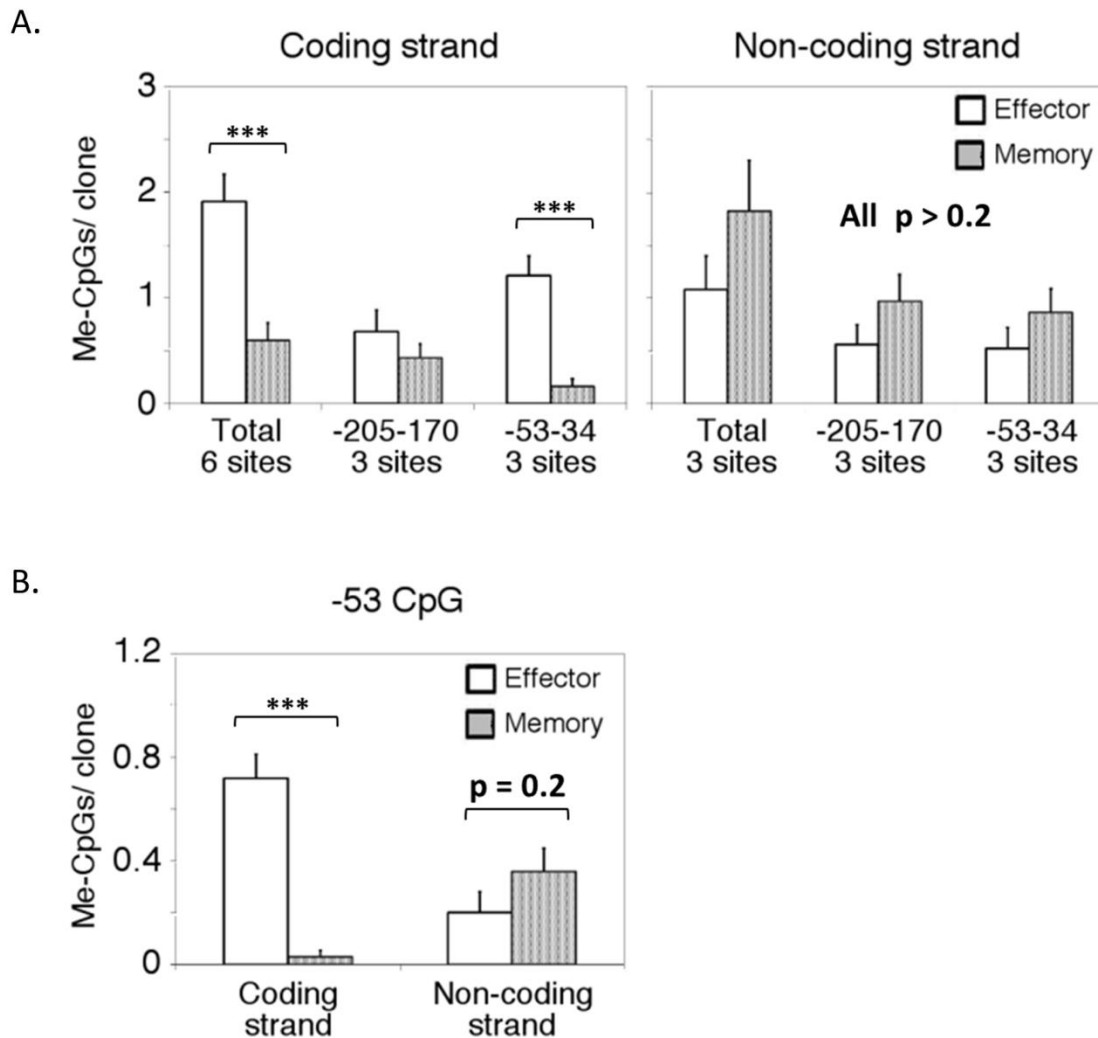 A.
Coding strand
Non-coding strand
Me-CpGs/ clone
3
2
1
0
***
***
Effector
Memory
All p > 0.2
Total
6 sites
-205-170
3 sites
-53-34
3 sites
Total
3 sites
-205-170
3 sites
-53-34
3 sites
B.
-53 CpG
Me-CpGs/ clone
1.2
0.8
0.4
0
***
Effector
Memory
p = 0.2
Coding
strand
Non-coding
strand